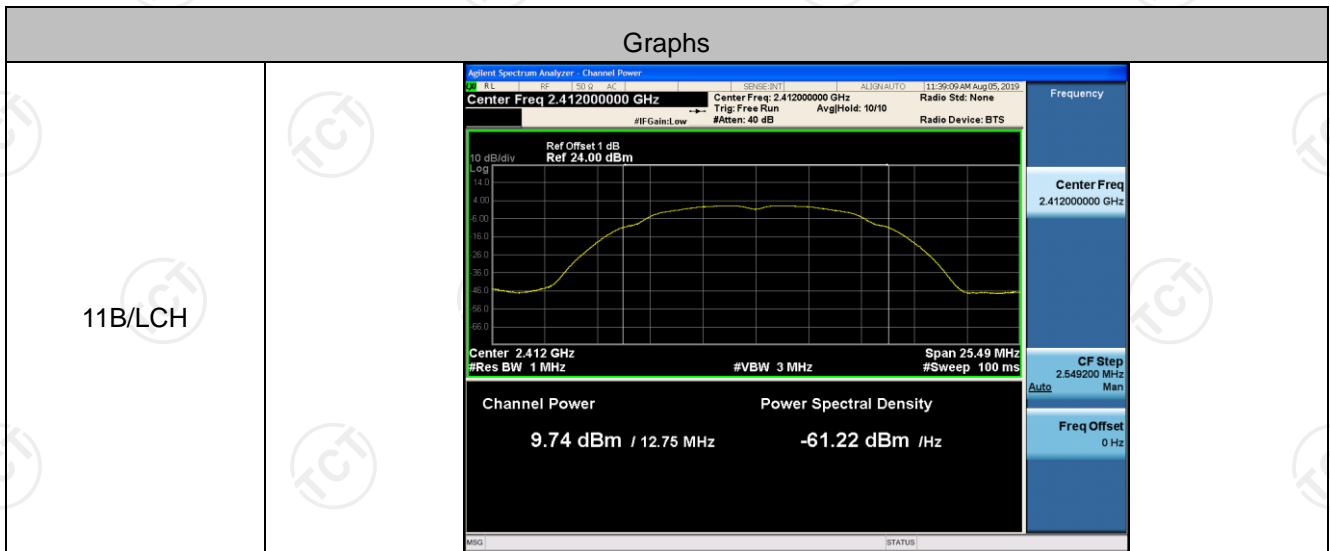 Graphs
11B/LCH
Agilent Spectrum Analyzer - Channel Power
RL RF 50 Ω AC SENSE:INT ALIGN AUTO 11:39:09 AM Aug 05, 2019
Center Freq 2.412000000 GHz
Center Freq: 2.412000000 GHz
Radio Std: None
Trig: Free Run Avg|Hold: 10/10
#IFGain:Low #Atten: 40 dB Radio Device: BTS
Ref Offset 1 dB
10 dB/div Ref 24.00 dBm
Log
14.0
4.00
-6.00
-16.0
-26.0
-36.0
-46.0
-56.0
-66.0
Center 2.412 GHz Span 25.49 MHz
#Res BW 1 MHz #VBW 3 MHz #Sweep 100 ms
Channel Power Power Spectral Density
9.74 dBm / 12.75 MHz -61.22 dBm /Hz
MSG STATUS
Frequency
Center Freq
2.412000000 GHz
CF Step
2.549200 MHz
Auto Man
Freq Offset
0 Hz
TCT
TCT
TCT
TCT
TCT